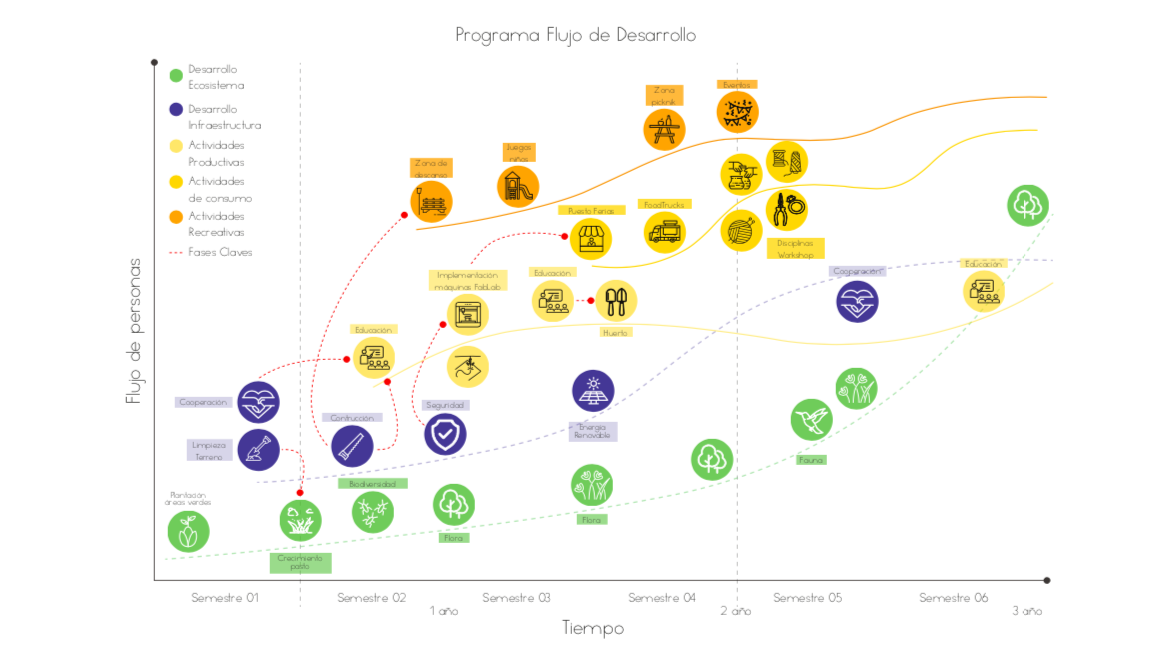 Programa Flujo de Desarrollo
Desarrollo
Ecosistema
Desarrollo
Infraestructura
Actividades
Productivas
Actividades
de consumo
Actividades
Recreativas
Fases Claves
Flujo de personas
Zona
picknik
Eventos
Juegos
niños
Zona de
descanso
Puesto Ferias
FoodTrucks
Disciplinas
Workshop
Implementación
maquinas FabLab
Educación
Cooperación
Educación
Educación
Huerto
Cooperación
Contrucción
Seguridad
Limpieza
Terreno
Energia
Renovable
Plantación
áreas verdes
Biodiversidad
Fauna
Flora
Flora
Crecimiento
pasto
Semestre 01
Semestre 02
Semestre 03
Semestre 04
Semestre 05
Semestre 06
1 año
2 año
3 año
Tiempo